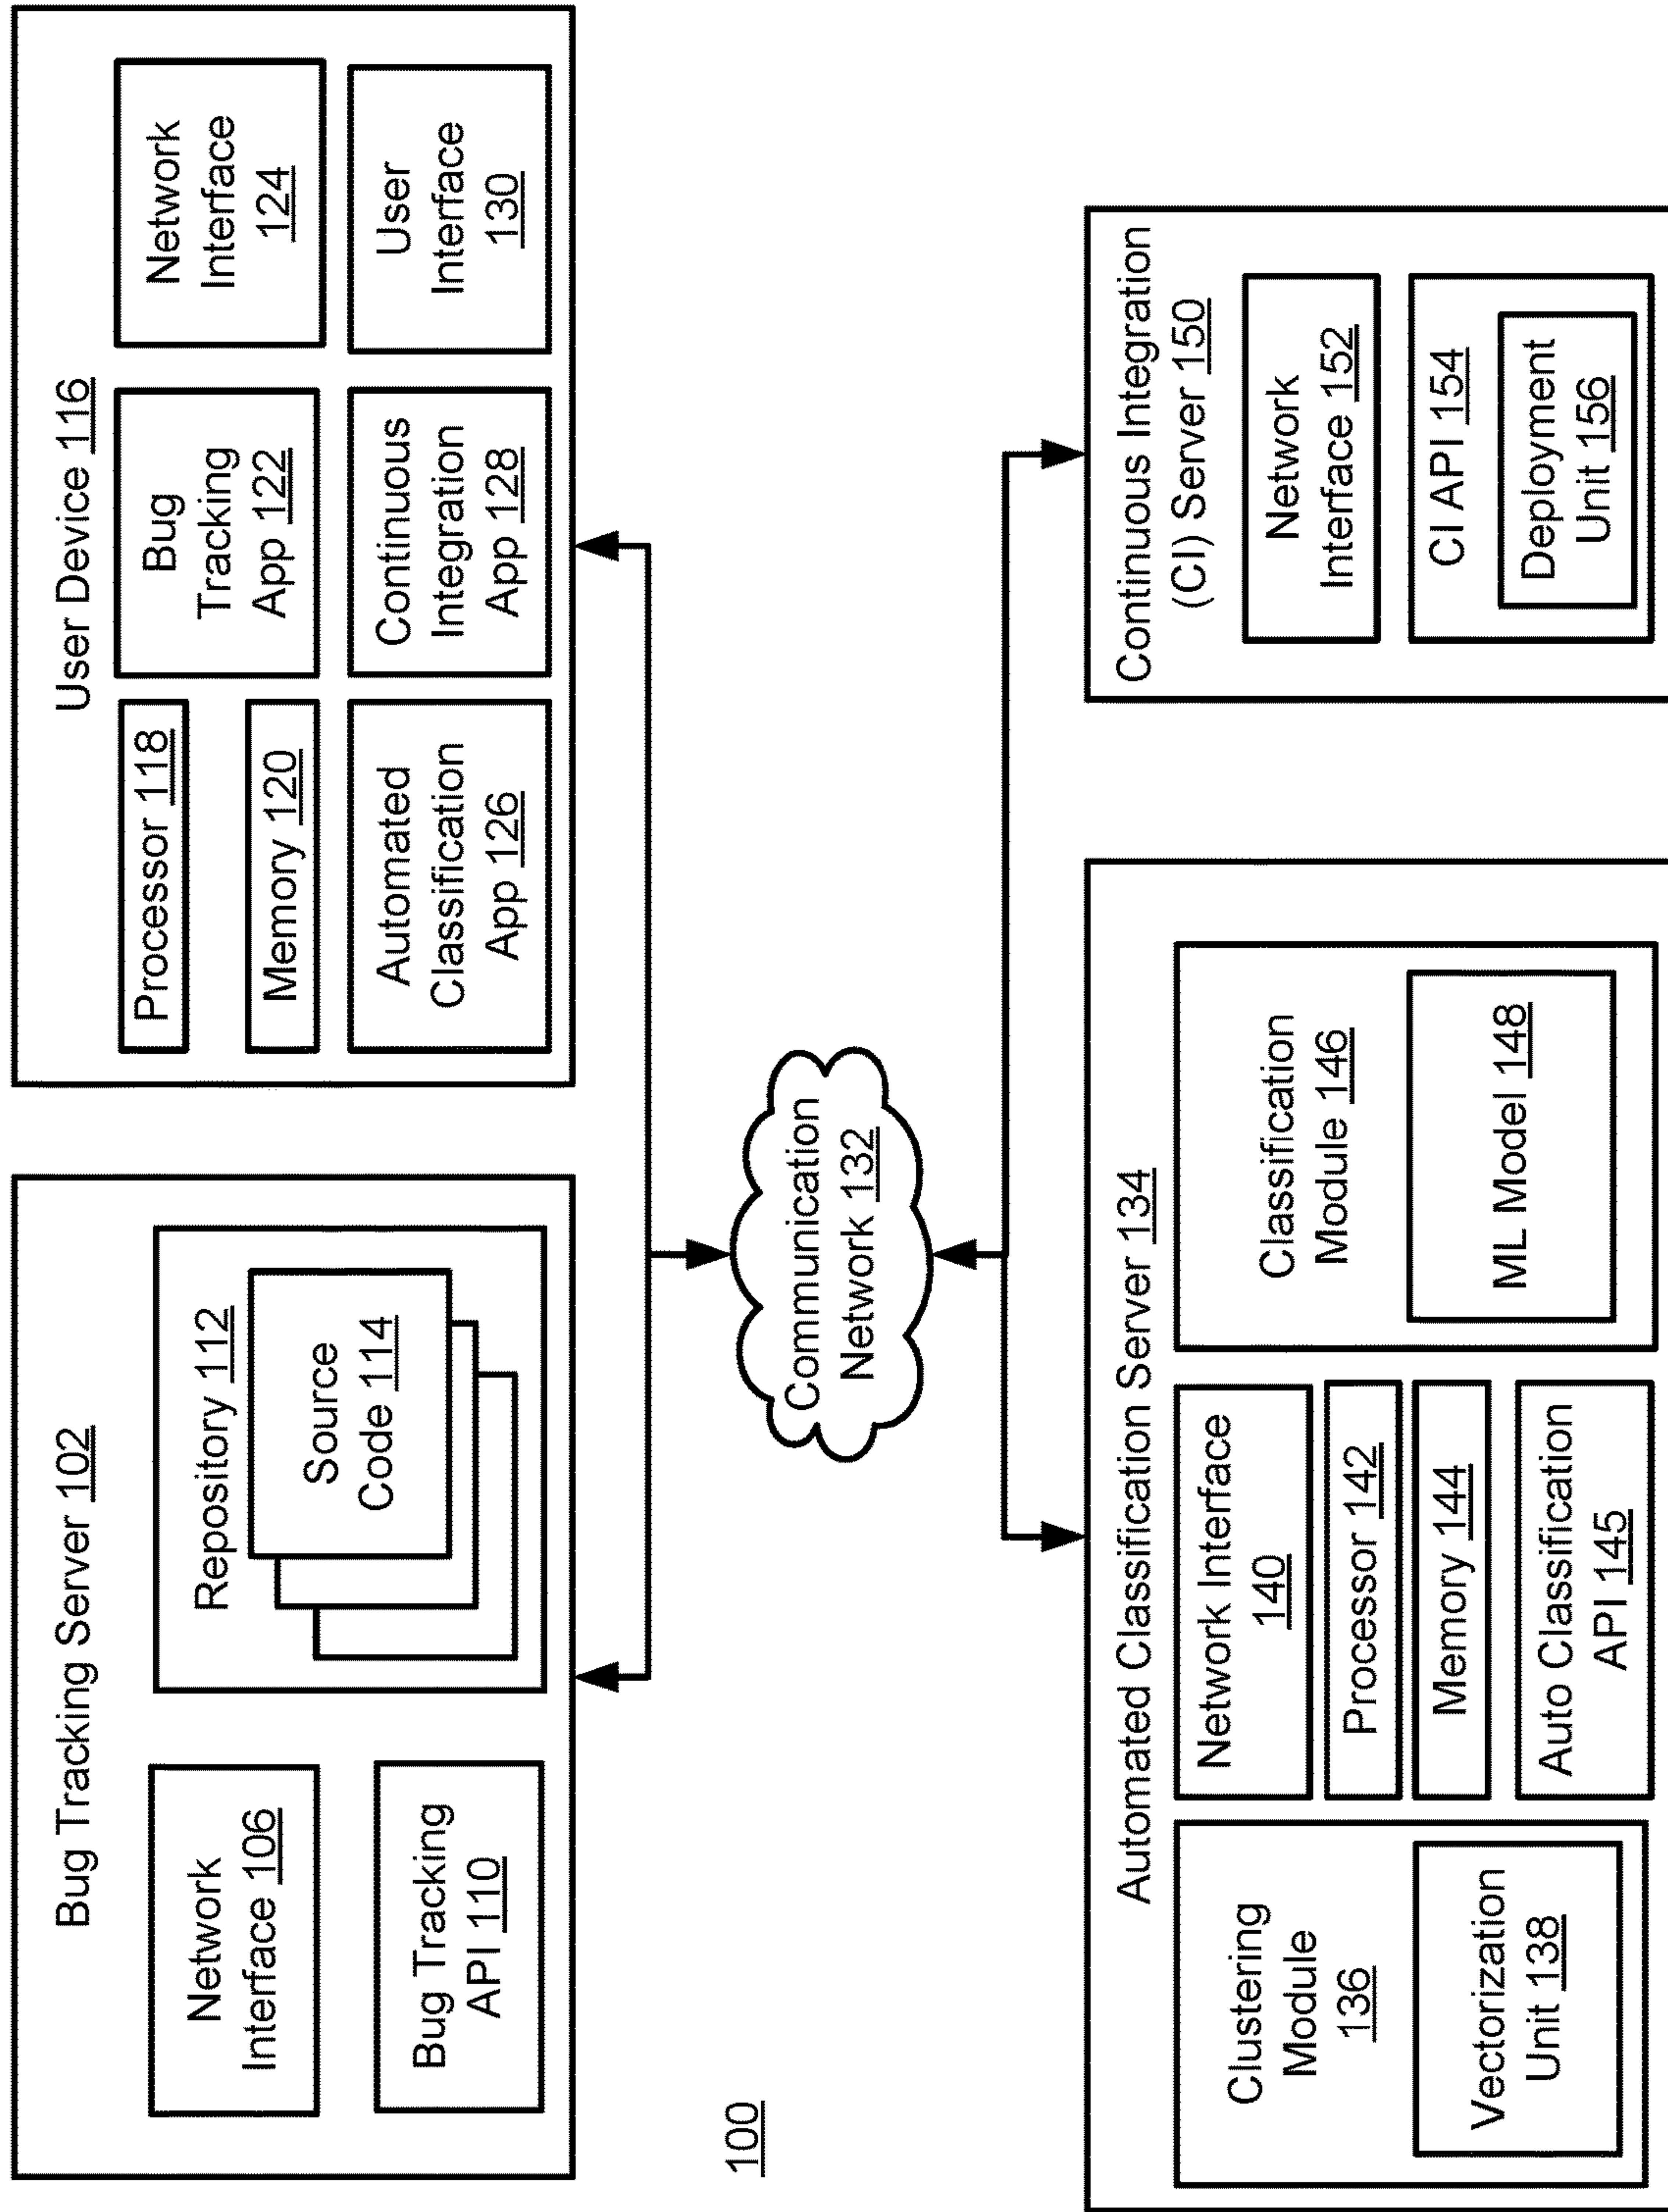 Bug Tracking Server 102
Network
Interface 106
Bug Tracking
API 110
Repository 112
Source
Code 114
User Device 116
Processor 118
Memory 120
Bug
Tracking
App 122
Network
Interface
124
Automated
Classification
App 126
Continuous
Integration
App 128
User
Interface
130
Communication
Network 132
100
Automated Classification Server 134
Clustering
Module
136
Vectorization
Unit 138
Network Interface
140
Processor 142
Memory 144
Auto Classification
API 145
Classification
Module 146
ML Model 148
Continuous Integration
(CI) Server 150
Network
Interface 152
CI API 154
Deployment
Unit 156